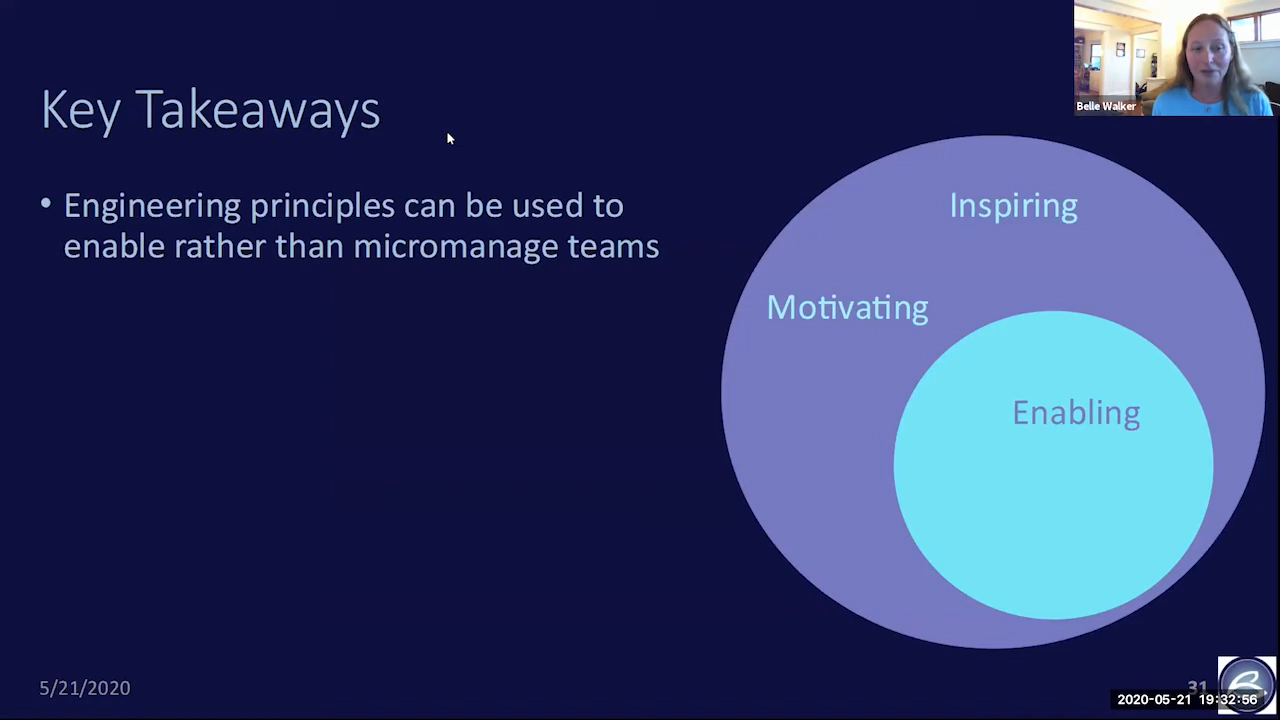 Key Takeaways
Belle Walker
• Engineering principles can be used to
enable rather than micromanage teams
Inspiring
Motivating
Enabling
5/21/2020
31
2020-05-21 19:32:56